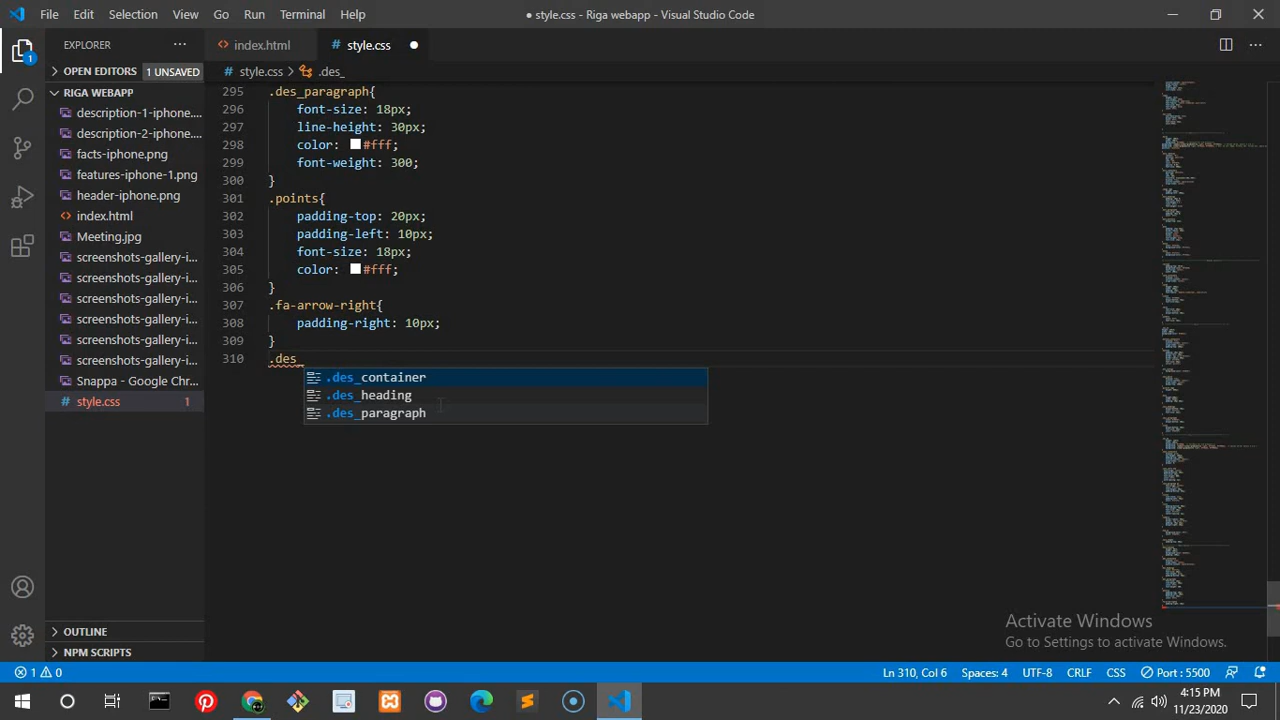 File Edit Selection View Go Run Terminal Help
● style.css - Riga webapp - Visual Studio Code
EXPLORER
index.html
style.css
OPEN EDITORS 1 UNSAVED
style.css > .des_
RIGA WEBAPP
description-1-iphone....
description-2-iphone....
facts-iphone.png
features-iphone-1.png
header-iphone.png
index.html
Meeting.jpg
screenshots-gallery-i...
screenshots-gallery-i...
screenshots-gallery-i...
screenshots-gallery-i...
screenshots-gallery-i...
screenshots-gallery-i...
Snappa - Google Chr...
style.css 1
OUTLINE
NPM SCRIPTS
295 .des_paragraph{
296 font-size: 18px;
297 line-height: 30px;
298 color: #fff;
299 font-weight: 300;
300 }
301 .points{
302 padding-top: 20px;
303 padding-left: 10px;
304 font-size: 18px;
305 color: #fff;
306 }
307 .fa-arrow-right{
308 padding-right: 10px;
309 }
310 .des_
.des_container
.des_heading
.des_paragraph
Activate Windows
Go to Settings to activate Windows.
1 0
Ln 310, Col 6 Spaces: 4 UTF-8 CRLF CSS Port : 5500
1
4:15 PM
11/23/2020